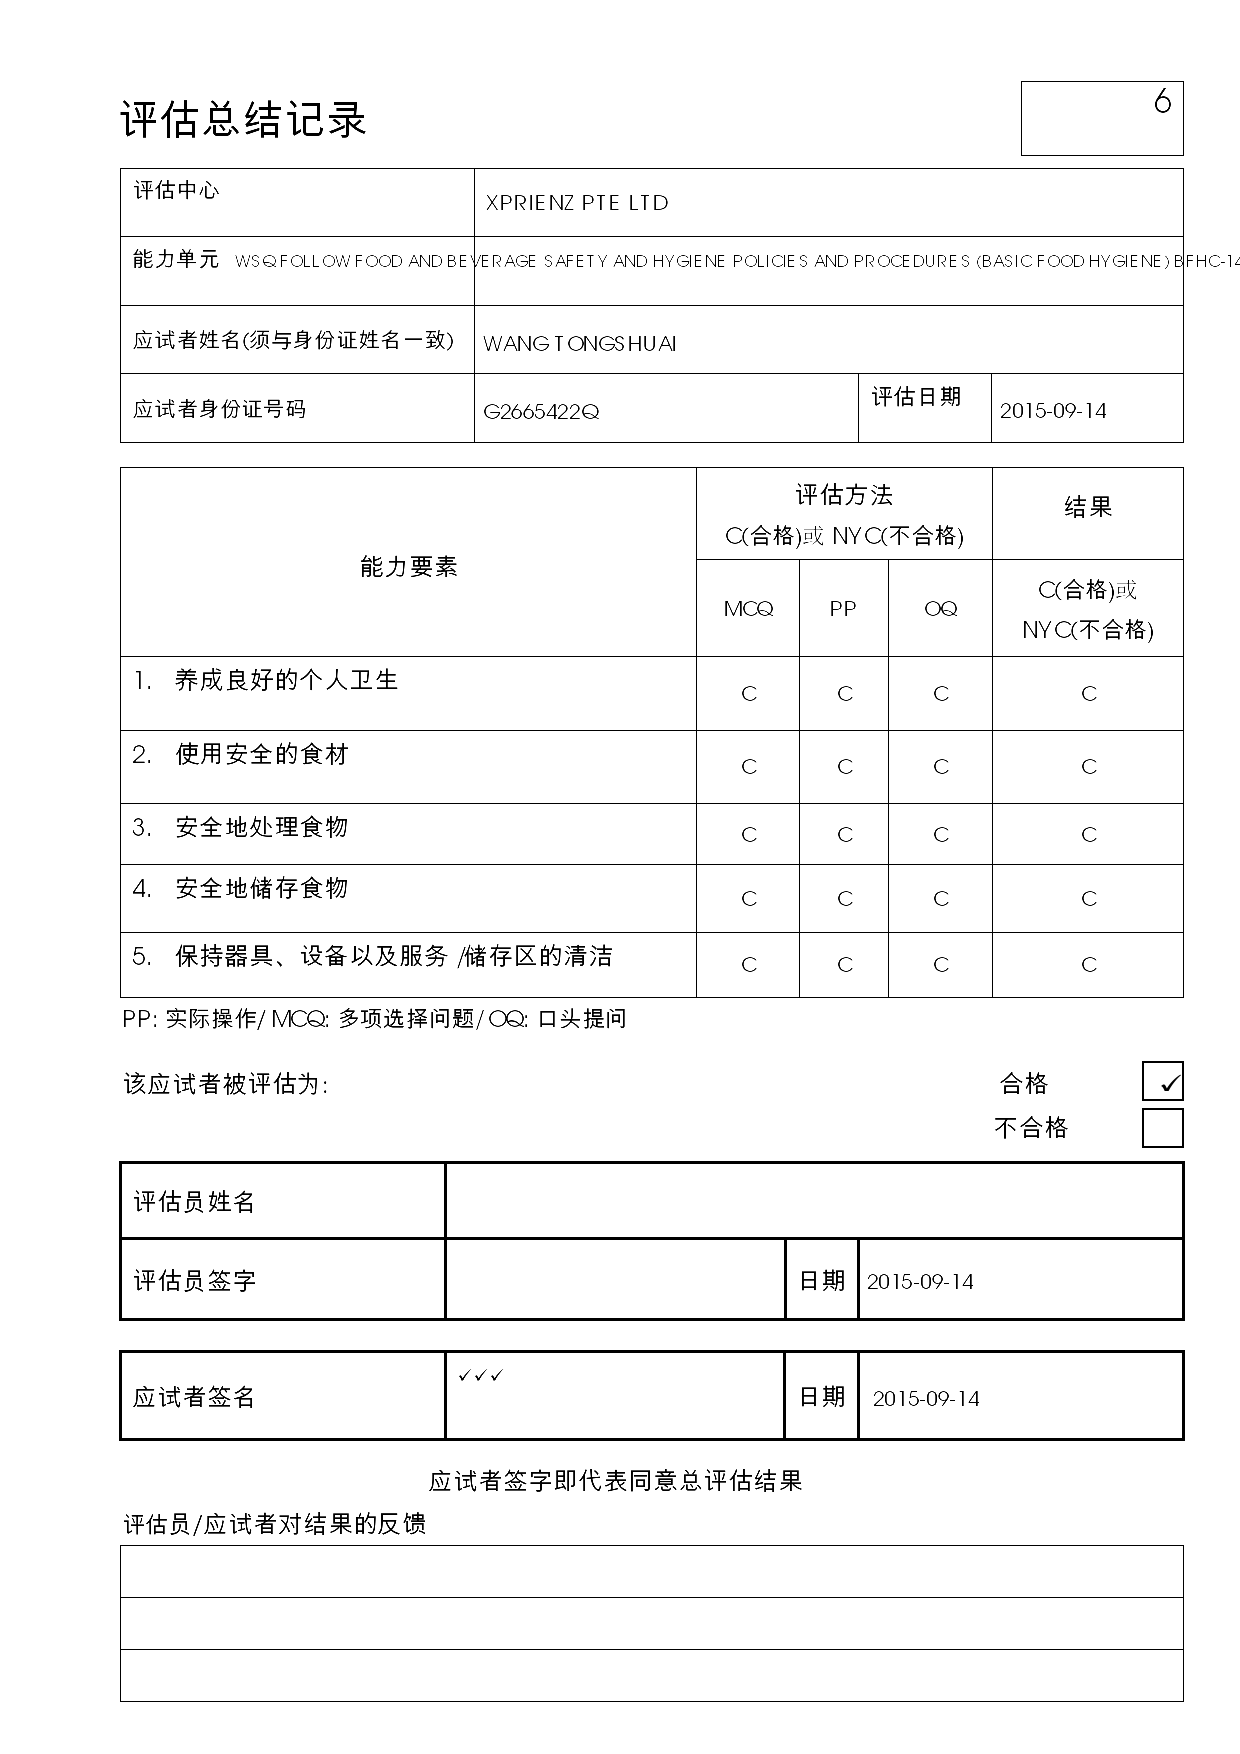 评估总结记录
6
评估中心
XPRIENZ PTE LTD
能力单元 WSQ FOLLOW FOOD AND BEVERAGE SAFETY AND HYGIENE POLICIES AND PROCEDURES (BASIC FOOD HYGIENE) BFHC-14
应试者姓名(须与身份证姓名一致) WANG TONGSHUAI
应试者身份证号码 G2665422Q 评估日期 2015-09-14
能力要素 评估方法 结果
C(合格)或 NYC(不合格)
MCQ PP OQ C(合格)或
NYC(不合格)
1. 养成良好的个人卫生 C C C C
2. 使用安全的食材 C C C C
3. 安全地处理食物 C C C C
4. 安全地储存食物 C C C C
5. 保持器具、设备以及服务 /储存区的清洁 C C C C
PP: 实际操作/ MCQ: 多项选择问题/ OQ: 口头提问
该应试者被评估为: 合格 ✓
不合格
评估员姓名
评估员签字 日期 2015-09-14
应试者签名 ✓✓✓ 日期 2015-09-14
应试者签字即代表同意总评估结果
评估员/应试者对结果的反馈